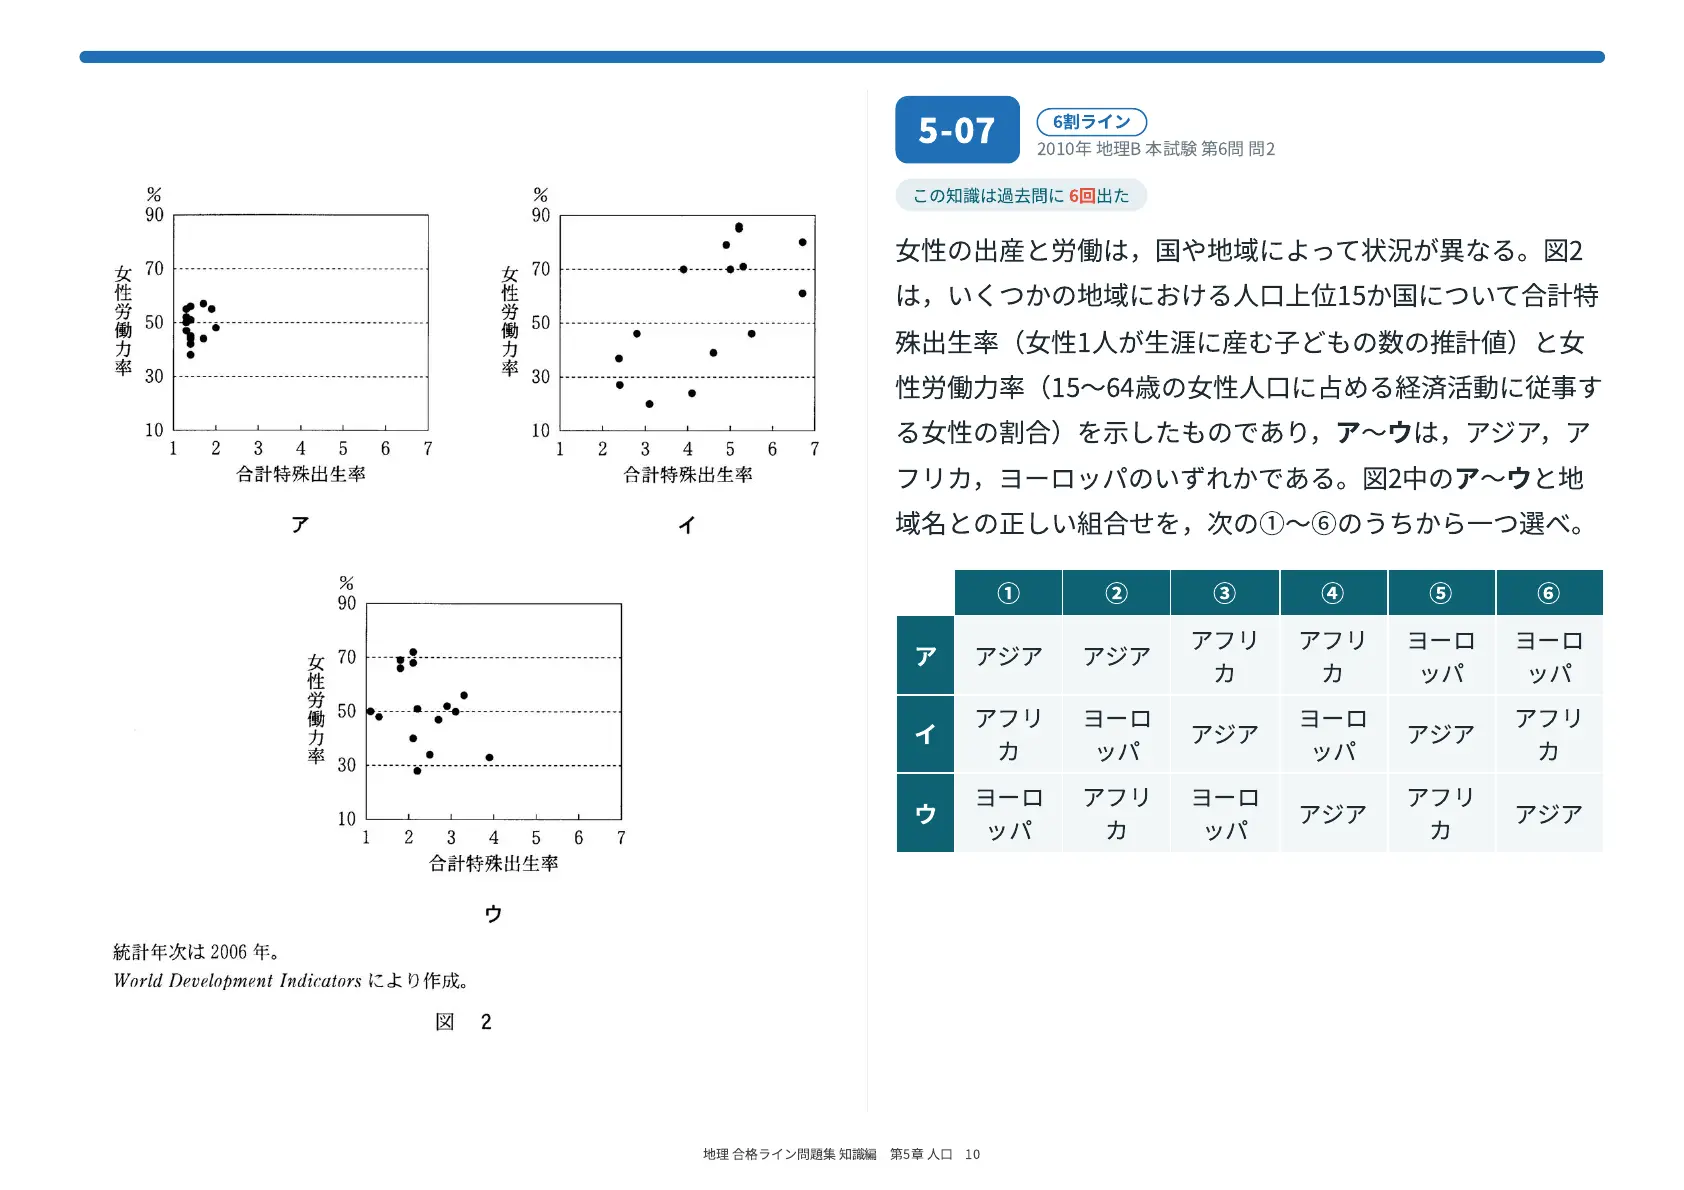 %
90
70
50
30
10
女性労働力率
1 2 3 4 5 6 7
合計特殊出生率
ア
%
90
70
50
30
10
女性労働力率
1 2 3 4 5 6 7
合計特殊出生率
イ
%
90
70
50
30
10
女性労働力率
1 2 3 4 5 6 7
合計特殊出生率
ウ
統計年次は 2006 年。
World Development Indicators により作成。
図 2
5-07
6割ライン
2010年 地理B 本試験 第6問 問2
この知識は過去問に 6回出た
女性の出産と労働は，国や地域によって状況が異なる。図2
は，いくつかの地域における人口上位15か国について合計特
殊出生率（女性1人が生涯に産む子どもの数の推計値）と女
性労働力率（15～64歳の女性人口に占める経済活動に従事す
る女性の割合）を示したものであり，ア～ウは，アジア，ア
フリカ，ヨーロッパのいずれかである。図2中のア～ウと地
域名との正しい組合せを，次の①～⑥のうちから一つ選べ。
① ② ③ ④ ⑤ ⑥
ア アジア アジア アフリカ アフリカ ヨーロッパ ヨーロッパ
イ アフリカ ヨーロッパ アジア ヨーロッパ アジア アフリカ
ウ ヨーロッパ アフリカ ヨーロッパ アジア アフリカ アジア
地理 合格ライン問題集 知識編 第5章 人口 10